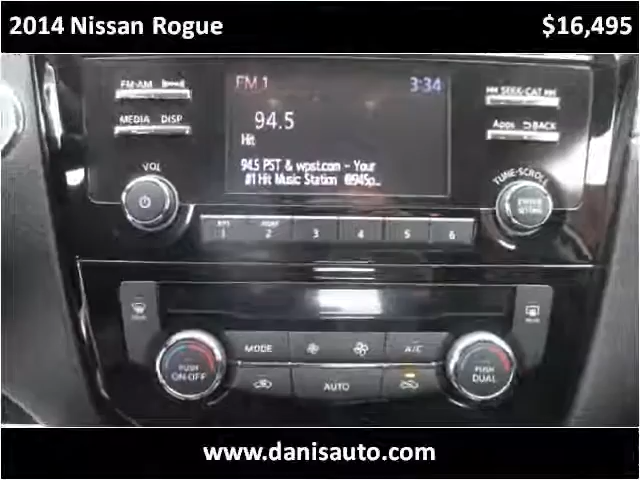 2014 Nissan Rogue $16,495
FM-AM
FM 1 3:34
SEEK-CAT
94.5
Hit
MEDIA DISP
Apps BACK
94.5 PST & wpst.com - Your
#1 Hit Music Station @945p...
VOL
TUNE-SCROLL
1 2 3 4 5 6
MODE A/C
PUSH
ON·OFF
AUTO
PUSH
DUAL
www.danisauto.com